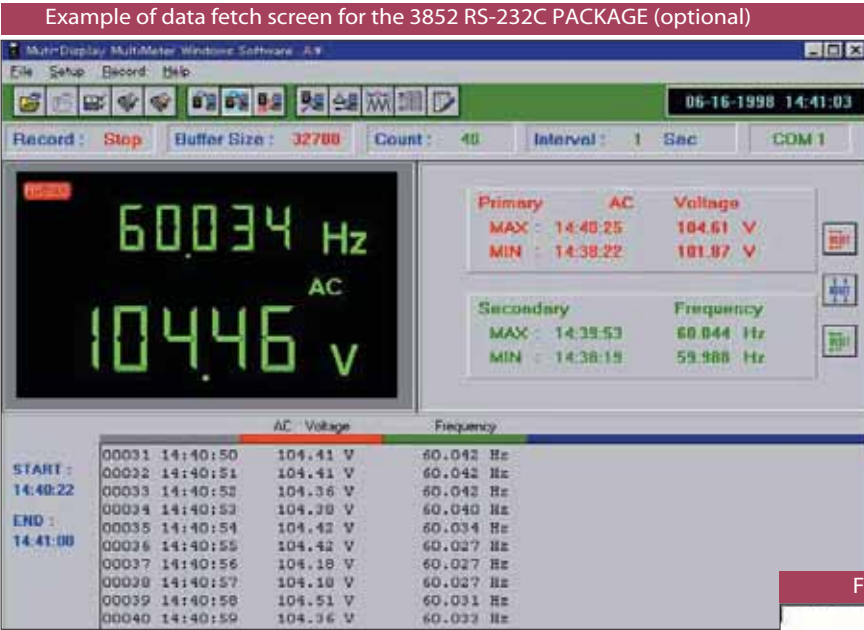 Example of data fetch screen for the 3852 RS-232C PACKAGE (optional)
Multi-Display MultiMeter Windows Software
File Setup Record Help
06-16-1998 14:41:03
Record : Stop Buffer Size : 32700 Count : 40 Interval : 1 Sec COM 1
60.034 Hz
AC
104.46 V
Primary AC Voltage
MAX : 14:40:25 104.61 V
MIN : 14:38:22 101.87 V
Secondary Frequency
MAX : 14:39:53 60.044 Hz
MIN : 14:38:19 59.988 Hz
AC Voltage Frequency
START :
14:40:22
END :
14:41:00
00031 14:40:50 104.41 V 60.042 Hz
00032 14:40:51 104.41 V 60.042 Hz
00033 14:40:52 104.36 V 60.042 Hz
00034 14:40:53 104.38 V 60.040 Hz
00035 14:40:54 104.42 V 60.034 Hz
00036 14:40:55 104.42 V 60.027 Hz
00037 14:40:56 104.18 V 60.027 Hz
00038 14:40:57 104.18 V 60.027 Hz
00039 14:40:58 104.51 V 60.031 Hz
00040 14:40:59 104.36 V 60.033 Hz
F